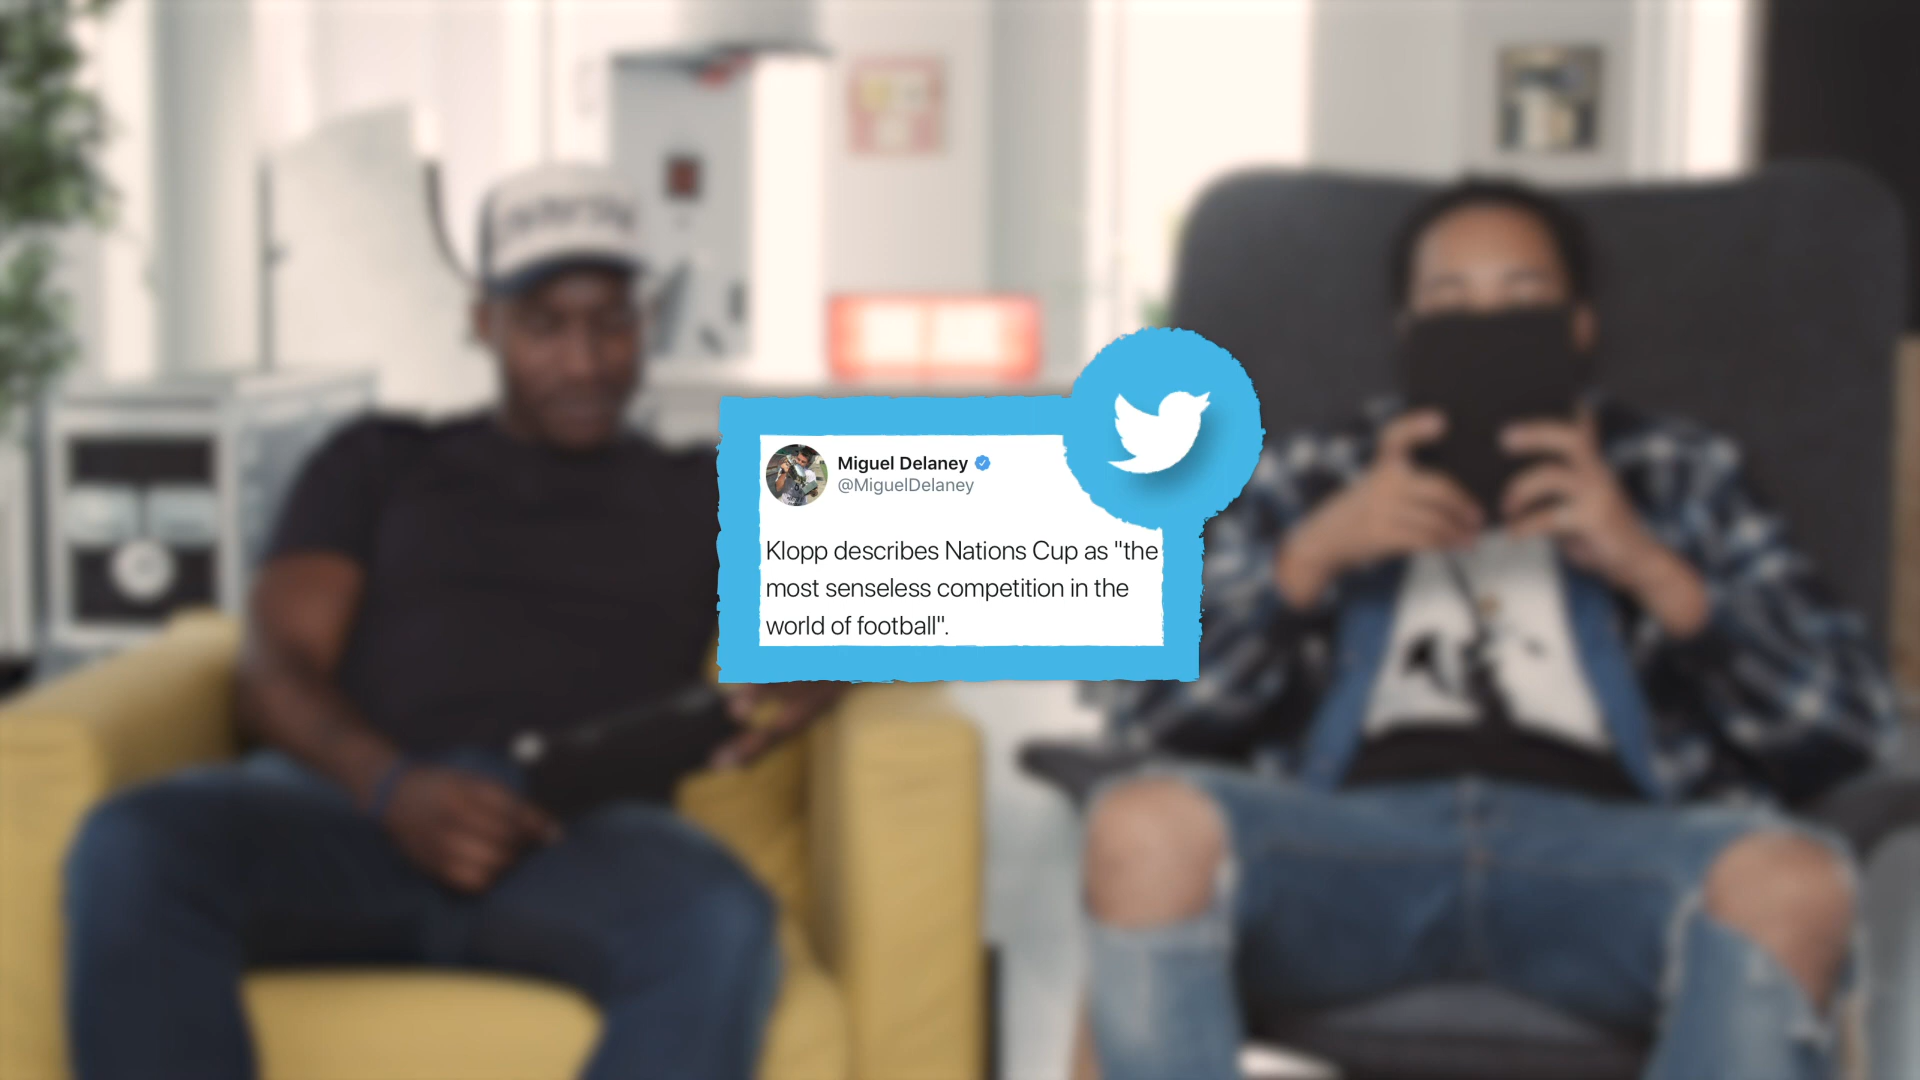 Miguel Delaney
@MiguelDelaney
Klopp describes Nations Cup as "the
most senseless competition in the
world of football".